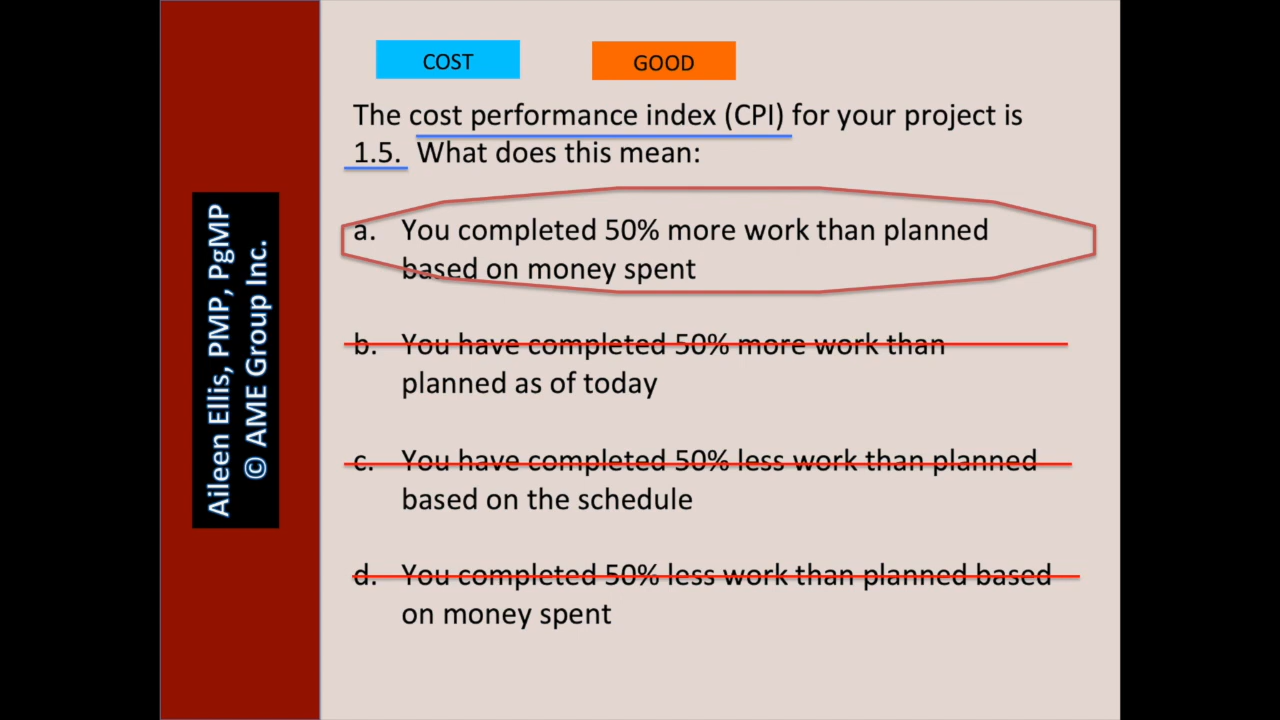 COST
GOOD
The cost performance index (CPI) for your project is
1.5. What does this mean:
a. You completed 50% more work than planned
based on money spent
b. You have completed 50% more work than
planned as of today
c. You have completed 50% less work than planned
based on the schedule
d. You completed 50% less work than planned based
on money spent
Aileen Ellis, PMP, PgMP
© AME Group Inc.